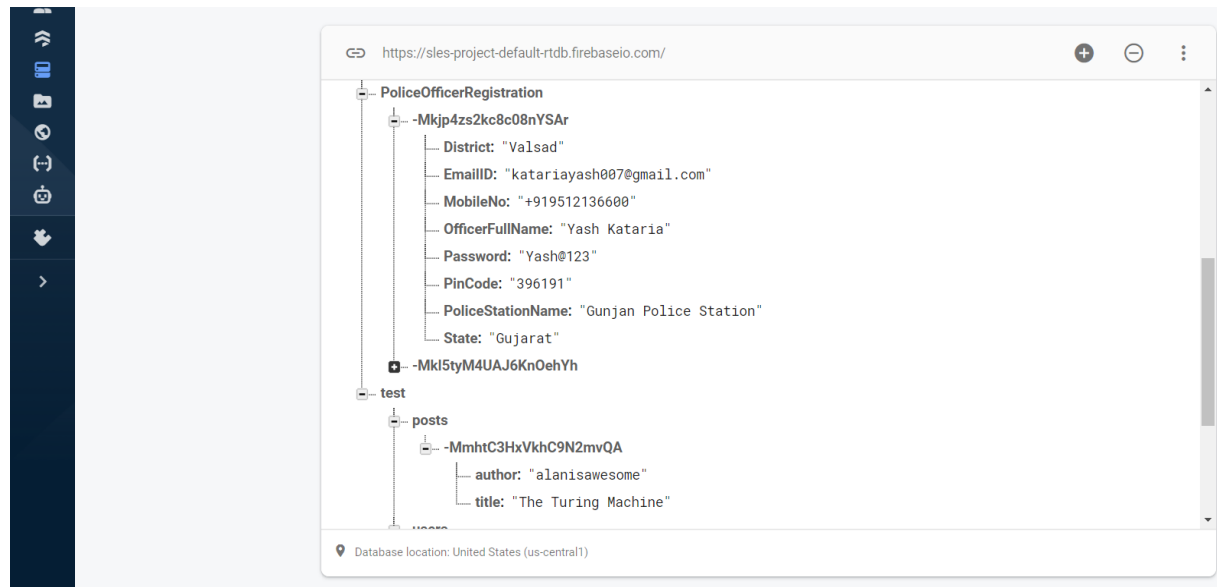 https://sles-project-default-rtdb.firebaseio.com/
PoliceOfficerRegistration
-Mkjp4zs2kc8c08nYSAr
District: "Valsad"
EmailID: "katariayash007@gmail.com"
MobileNo: "+919512136600"
OfficerFullName: "Yash Kataria"
Password: "Yash@123"
PinCode: "396191"
PoliceStationName: "Gunjan Police Station"
State: "Gujarat"
-Mkl5tyM4UAJ6KnOehYh
test
posts
-MmhtC3HxVkhC9N2mvQA
author: "alanisawesome"
title: "The Turing Machine"
users
Database location: United States (us-central1)